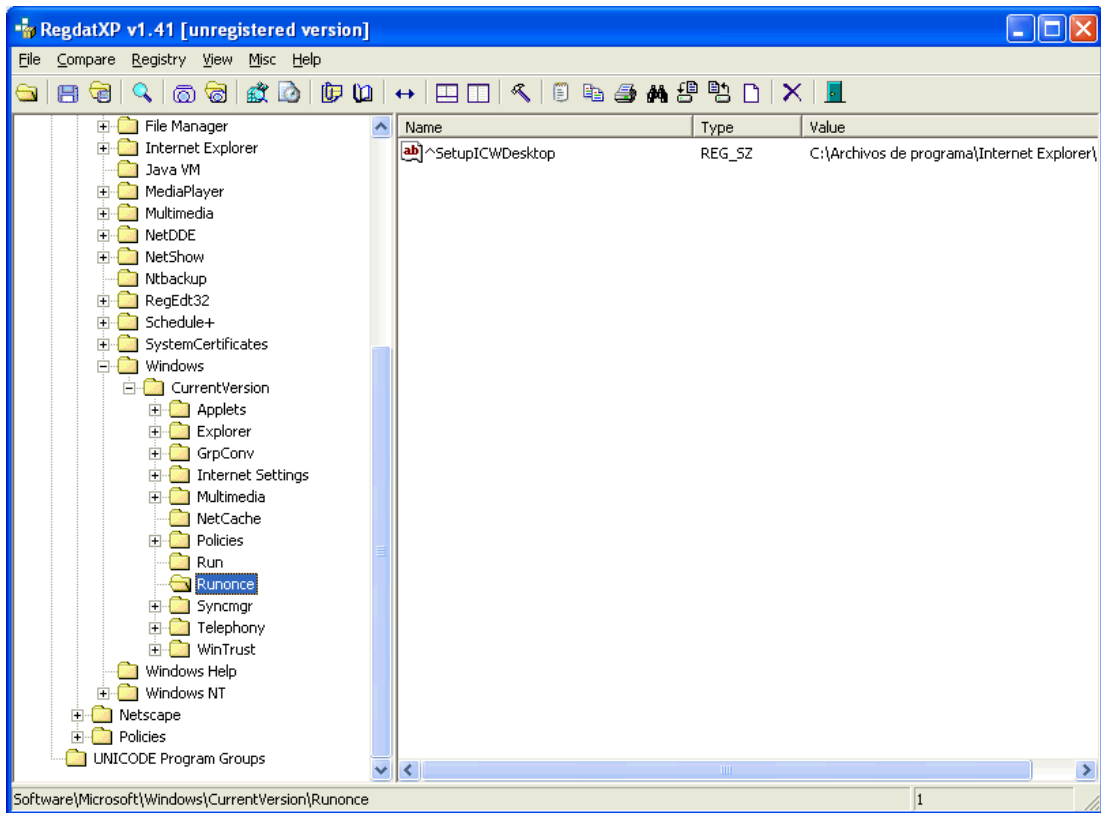 RegdatXP v1.41 [unregistered version]
File Compare Registry View Misc Help
File Manager
Internet Explorer
Java VM
MediaPlayer
Multimedia
NetDDE
NetShow
Ntbackup
RegEdt32
Schedule+
SystemCertificates
Windows
CurrentVersion
Applets
Explorer
GrpConv
Internet Settings
Multimedia
NetCache
Policies
Run
Runonce
Syncmgr
Telephony
WinTrust
Windows Help
Windows NT
Netscape
Policies
UNICODE Program Groups
Name Type Value
ab ^SetupICWDesktop REG_SZ C:\Archivos de programa\Internet Explorer\
Software\Microsoft\Windows\CurrentVersion\Runonce 1